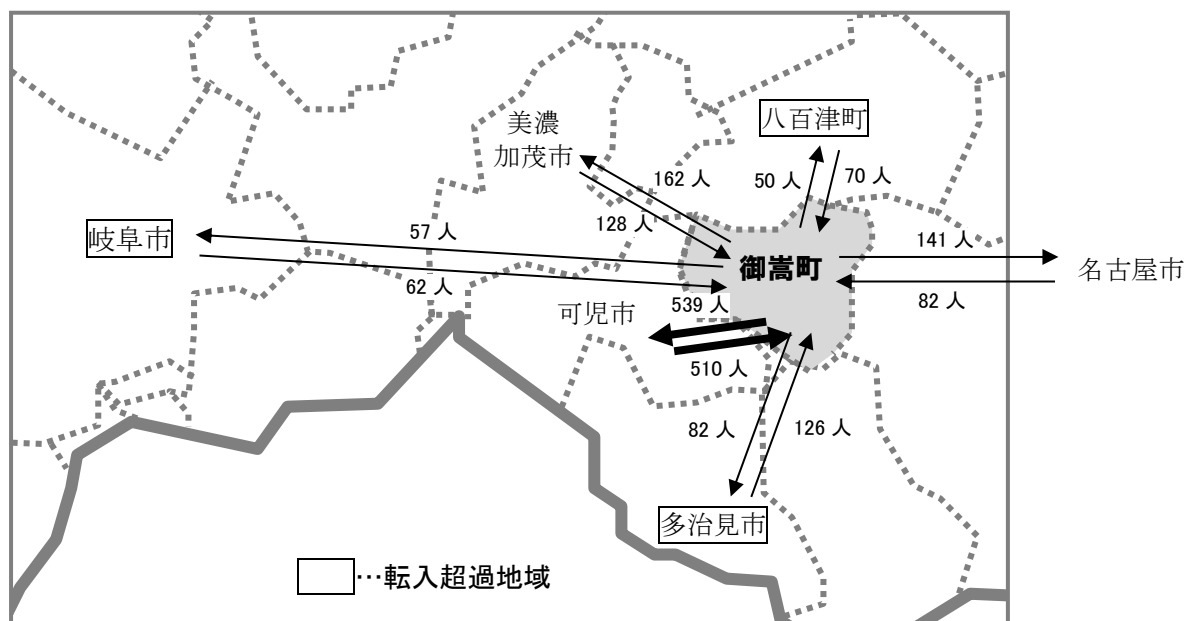 八百津町
美濃
加茂市
162 人
50 人
70 人
128 人
岐阜市
57 人
141 人
御嵩町
名古屋市
62 人
82 人
539 人
可児市
510 人
82 人
126 人
多治見市
…転入超過地域